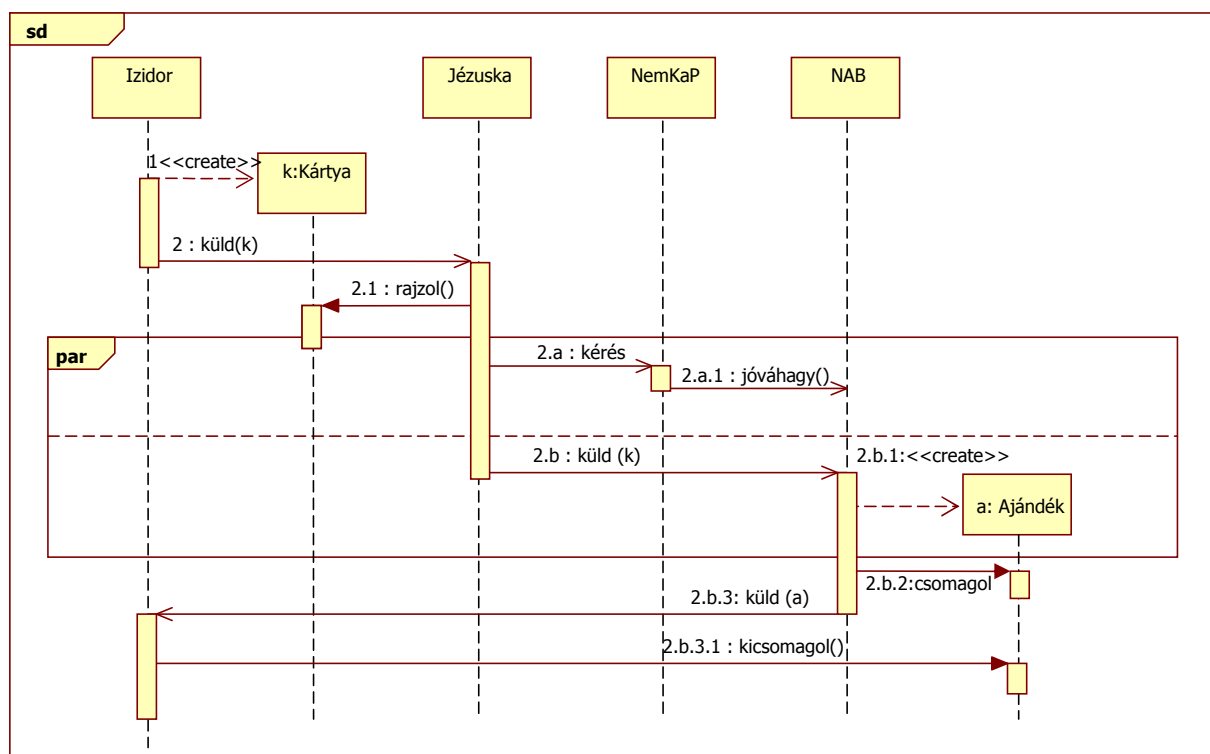 sd
Izidor
Jézuska
NemKaP
NAB
1<<create>>
k:Kártya
2 : küld(k)
2.1 : rajzol()
par
2.a : kérés
2.a.1 : jóváhagy()
2.b : küld (k)
2.b.1:<<create>>
a: Ajándék
2.b.2:csomagol
2.b.3: küld (a)
2.b.3.1 : kicsomagol()